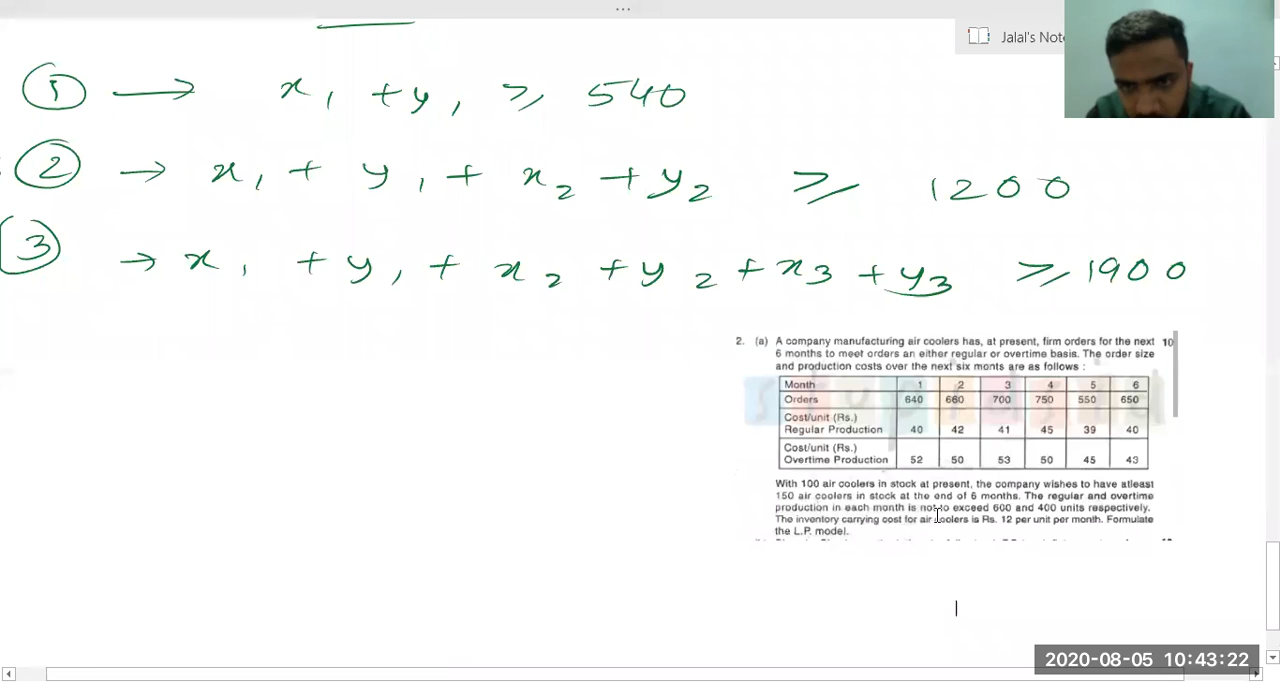 ...
Jalal's Not
① → x₁ + y₁ ≥ 540
② → x₁ + y₁ + x₂ + y₂ ≥ 1200
③ → x₁ + y₁ + x₂ + y₂ + x₃ + y₃ ≥ 1900
2. (a) A company manufacturing air coolers has, at present, firm orders for the next 10
6 months to meet orders an either regular or overtime basis. The order size
and production costs over the next six monts are as follows :
Month 1 2 3 4 5 6
Orders 640 660 700 750 550 650
Cost/unit (Rs.)
Regular Production 40 42 41 45 39 40
Cost/unit (Rs.)
Overtime Production 52 50 53 50 45 43
With 100 air coolers in stock at present, the company wishes to have atleast
150 air coolers in stock at the end of 6 months. The regular and overtime
production in each month is not to exceed 600 and 400 units respectively.
The inventory carrying cost for air coolers is Rs. 12 per unit per month. Formulate
the L.P. model.
2020-08-05 10:43:22